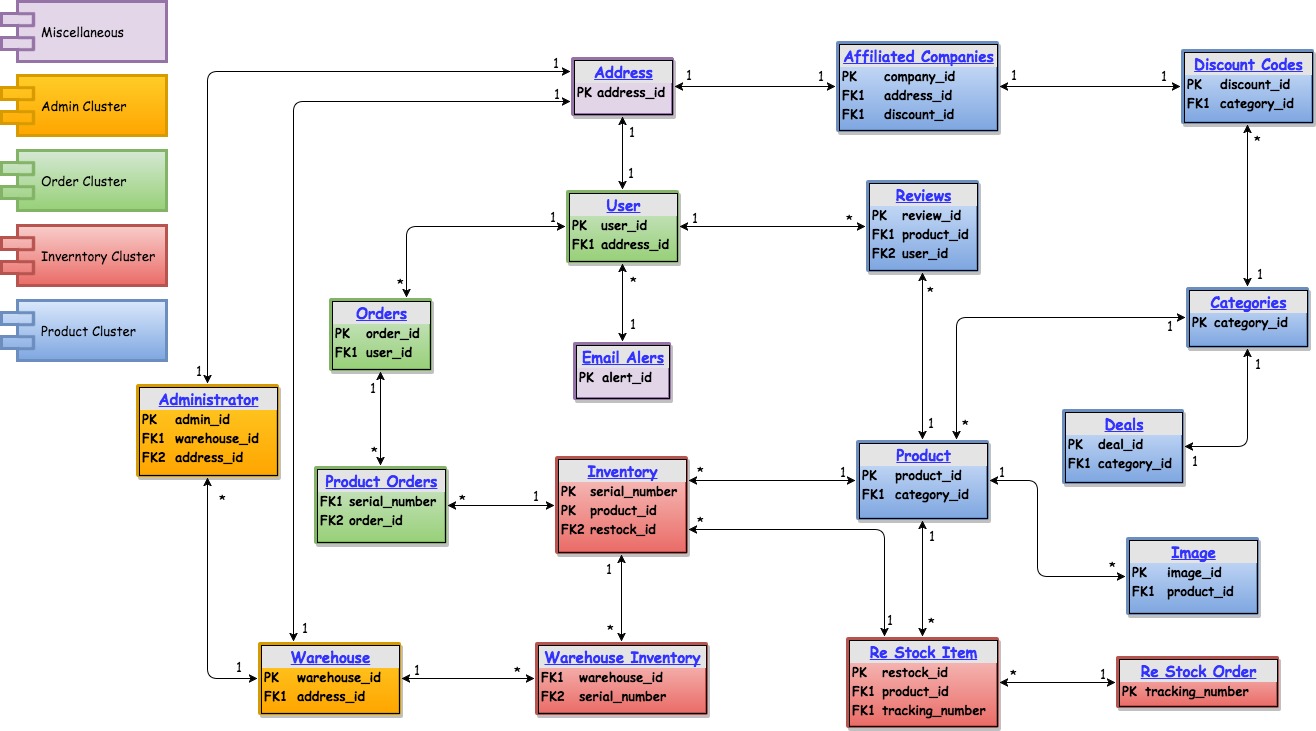 Miscellaneous
Admin Cluster
Order Cluster
Inverntory Cluster
Product Cluster
Address
PK address_id
Affiliated Companies
PK company_id
FK1 address_id
FK1 discount_id
Discount Codes
PK discount_id
FK1 category_id
User
PK user_id
FK1 address_id
Reviews
PK review_id
FK1 product_id
FK2 user_id
Orders
PK order_id
FK1 user_id
Email Alers
PK alert_id
Categories
PK category_id
Administrator
PK admin_id
FK1 warehouse_id
FK2 address_id
Deals
PK deal_id
FK1 category_id
Product Orders
FK1 serial_number
FK2 order_id
Inventory
PK serial_number
PK product_id
FK2 restock_id
Product
PK product_id
FK1 category_id
Image
PK image_id
FK1 product_id
Warehouse
PK warehouse_id
FK1 address_id
Warehouse Inventory
FK1 warehouse_id
FK2 serial_number
Re Stock Item
PK restock_id
FK1 product_id
FK1 tracking_number
Re Stock Order
PK tracking_number
1
1
1 1
1 1
1
1
1 *
1
*
*
1
*
1
*
1
1
1
1
*
1
*
* 1
* 1
*
1
1
*
1
*
1
*
1
*
1
1 *
* 1